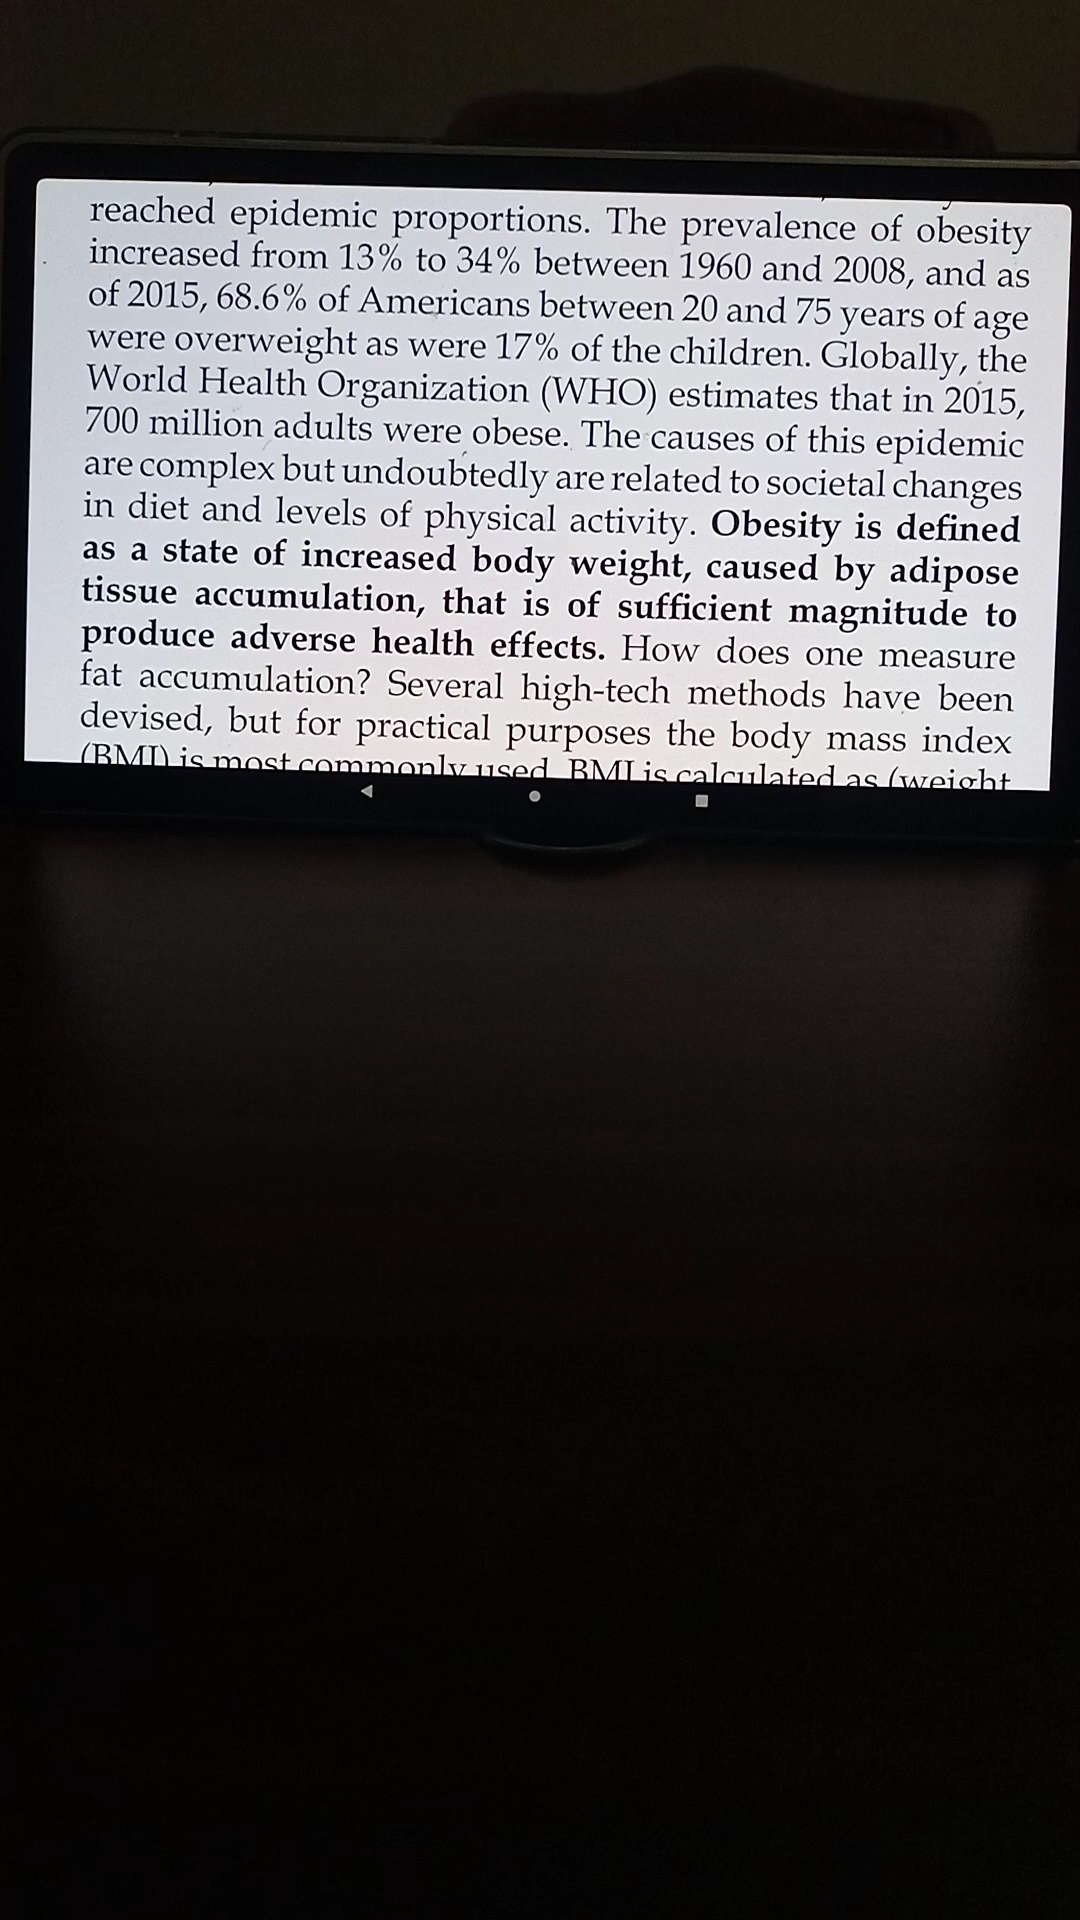 reached epidemic proportions. The prevalence of obesity
increased from 13% to 34% between 1960 and 2008, and as
of 2015, 68.6% of Americans between 20 and 75 years of age
were overweight as were 17% of the children. Globally, the
World Health Organization (WHO) estimates that in 2015,
700 million adults were obese. The causes of this epidemic
are complex but undoubtedly are related to societal changes
in diet and levels of physical activity. Obesity is defined
as a state of increased body weight, caused by adipose
tissue accumulation, that is of sufficient magnitude to
produce adverse health effects. How does one measure
fat accumulation? Several high-tech methods have been
devised, but for practical purposes the body mass index
(BMI) is most commonly used. BMI is calculated as (weight